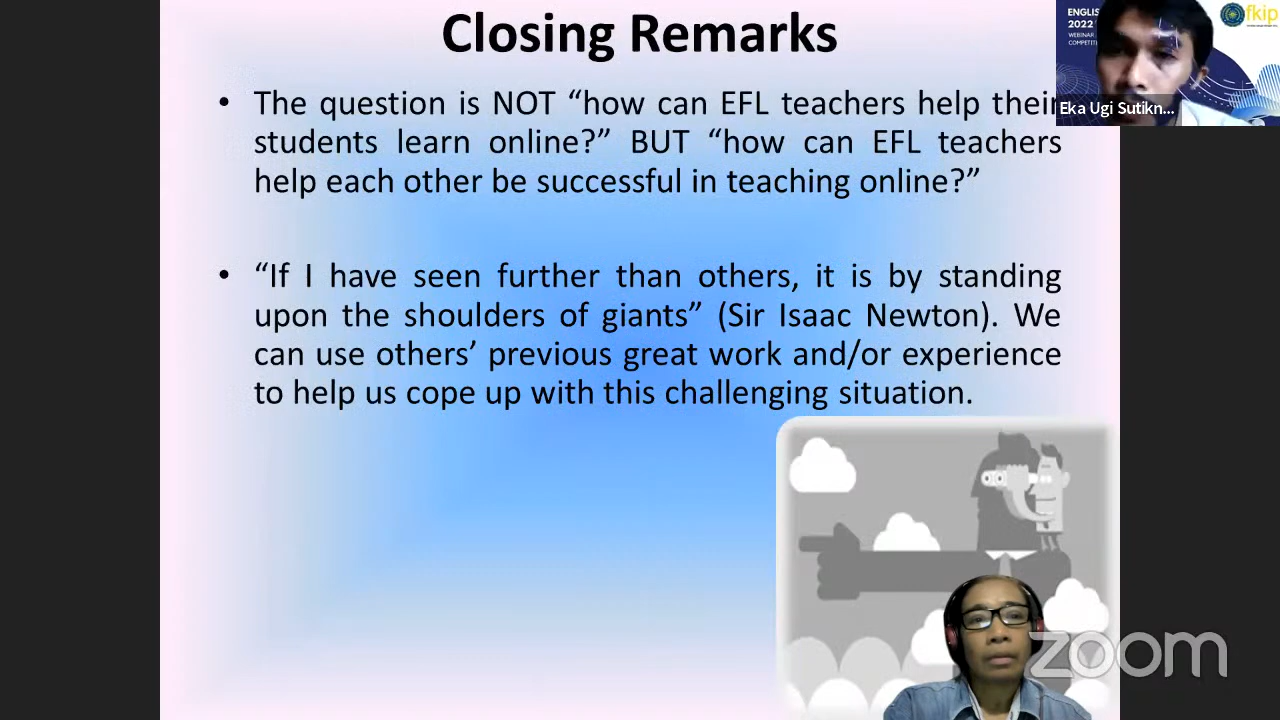 Closing Remarks
• The question is NOT “how can EFL teachers help their
students learn online?” BUT “how can EFL teachers
help each other be successful in teaching online?”
• “If I have seen further than others, it is by standing
upon the shoulders of giants” (Sir Isaac Newton). We
can use others’ previous great work and/or experience
to help us cope up with this challenging situation.
ENGLIS
2022
WEBINAR
COMPETITI
fkip
Eka Ugi Sutikn...
zoom